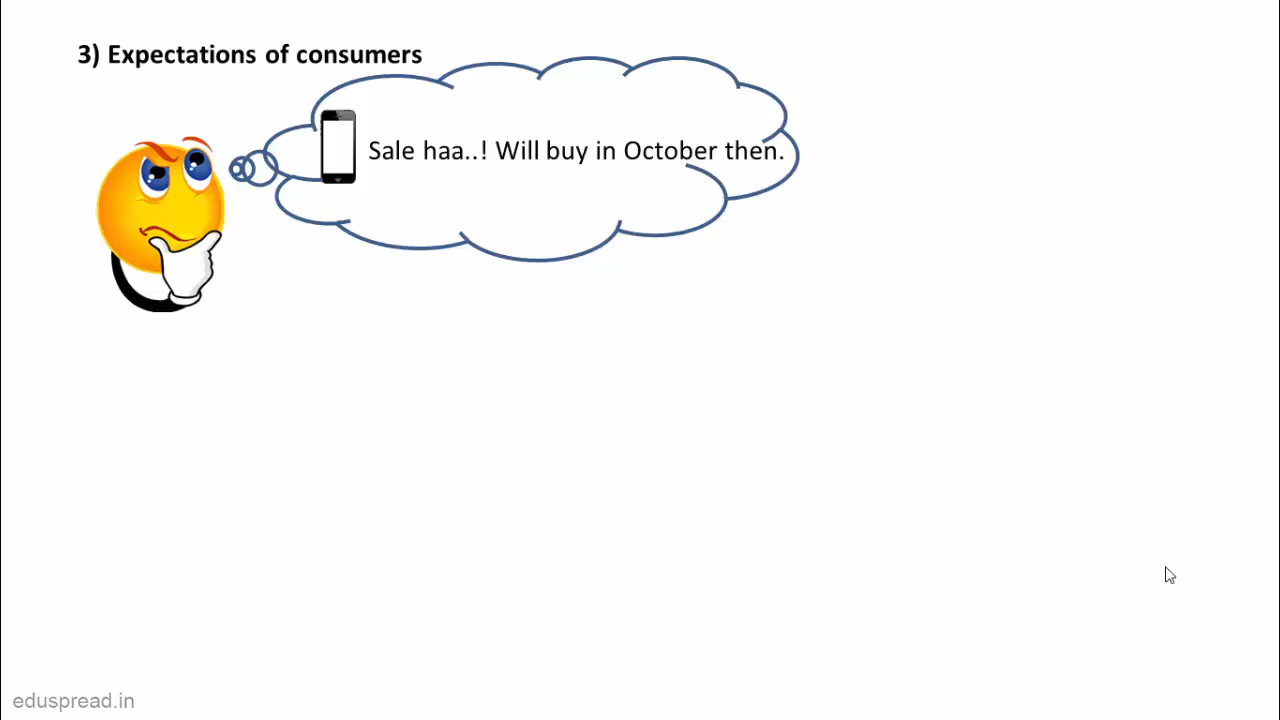 3) Expectations of consumers
Sale haa..! Will buy in October then.
eduspread.in